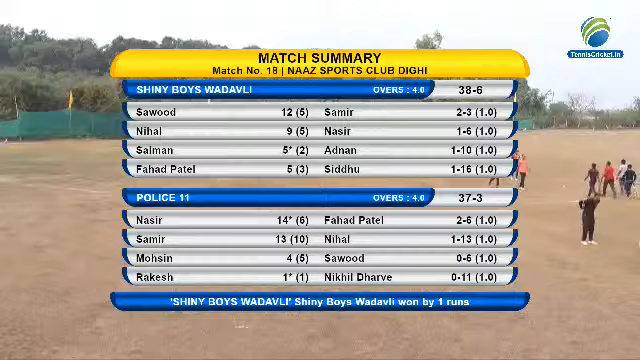 TennisCricket.in
MATCH SUMMARY
Match No. 18 | NAAZ SPORTS CLUB DIGHI
SHINY BOYS WADAVLI OVERS : 4.0 38-6
Sawood 12 (5) Samir 2-3 (1.0)
Nihal 9 (5) Nasir 1-6 (1.0)
Salman 5* (2) Adnan 1-10 (1.0)
Fahad Patel 5 (3) Siddhu 1-16 (1.0)
POLICE 11 OVERS : 4.0 37-3
Nasir 14* (6) Fahad Patel 2-6 (1.0)
Samir 13 (10) Nihal 1-13 (1.0)
Mohsin 4 (5) Sawood 0-6 (1.0)
Rakesh 1* (1) Nikhil Dharve 0-11 (1.0)
'SHINY BOYS WADAVLI' Shiny Boys Wadavli won by 1 runs